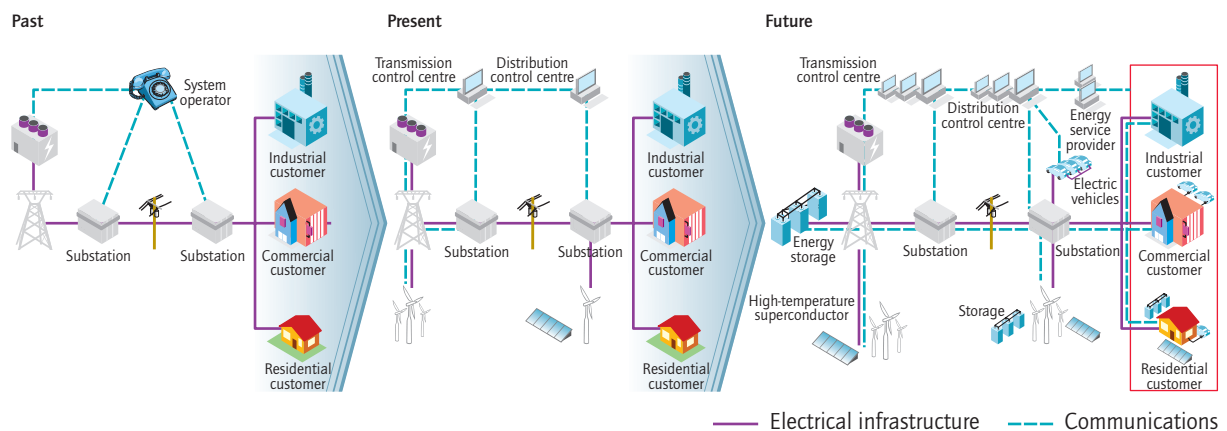 Past
System
operator
Substation
Substation
Industrial
customer
Commercial
customer
Residential
customer
Present
Transmission
control centre
Distribution
control centre
Substation
Substation
Industrial
customer
Commercial
customer
Residential
customer
Future
Transmission
control centre
Distribution
control centre
Energy
service
provider
Electric
vehicles
Energy
storage
Substation
Substation
High-temperature
superconductor
Storage
Industrial
customer
Commercial
customer
Residential
customer
Electrical infrastructure
Communications